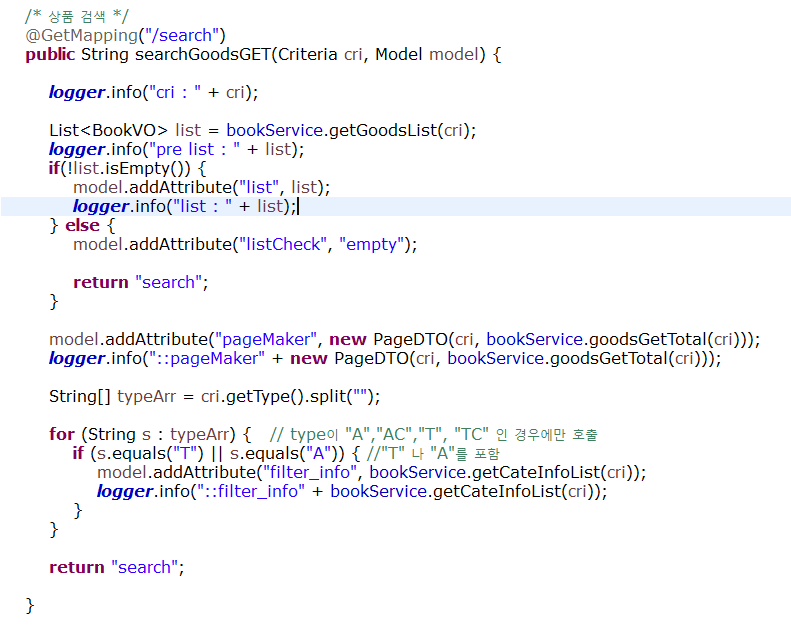 /* 상품 검색 */
@GetMapping("/search")
public String searchGoodsGET(Criteria cri, Model model) {
logger.info("cri : " + cri);
List<BookVO> list = bookService.getGoodsList(cri);
logger.info("pre list : " + list);
if(!list.isEmpty()) {
model.addAttribute("list", list);
logger.info("list : " + list);
} else {
model.addAttribute("listCheck", "empty");
return "search";
}
model.addAttribute("pageMaker", new PageDTO(cri, bookService.goodsGetTotal(cri)));
logger.info("::pageMaker" + new PageDTO(cri, bookService.goodsGetTotal(cri)));
String[] typeArr = cri.getType().split("");
for (String s : typeArr) { // type이 "A","AC","T", "TC" 인 경우에만 호출
if (s.equals("T") || s.equals("A")) { //"T" 나 "A"를 포함
model.addAttribute("filter_info", bookService.getCateInfoList(cri));
logger.info("::filter_info" + bookService.getCateInfoList(cri));
}
}
return "search";
}